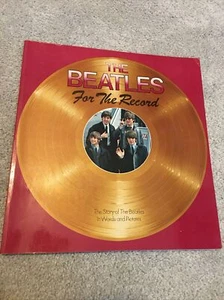 THE
BEATLES
For The Record
The Story of The Beatles
In Words and Pictures